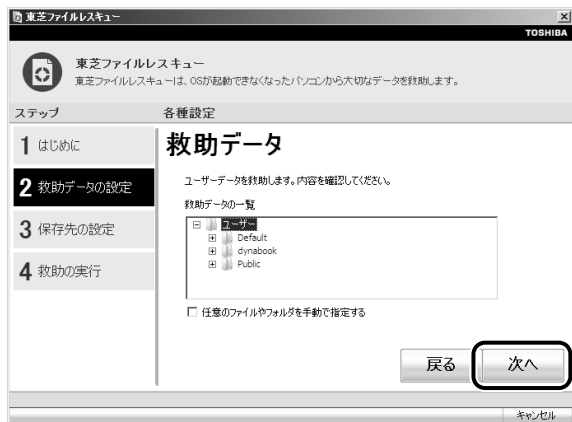 東芝ファイルレスキュー
TOSHIBA
東芝ファイルレスキュー
東芝ファイルレスキューは、OSが起動できなくなったパソコンから大切なデータを救助します。
ステップ
各種設定
1 はじめに
2 救助データの設定
3 保存先の設定
4 救助の実行
救助データ
ユーザーデータを救助します。内容を確認してください。
救助データの一覧
ユーザー
Default
dynabook
Public
任意のファイルやフォルダを手動で指定する
戻る
次へ
キャンセル